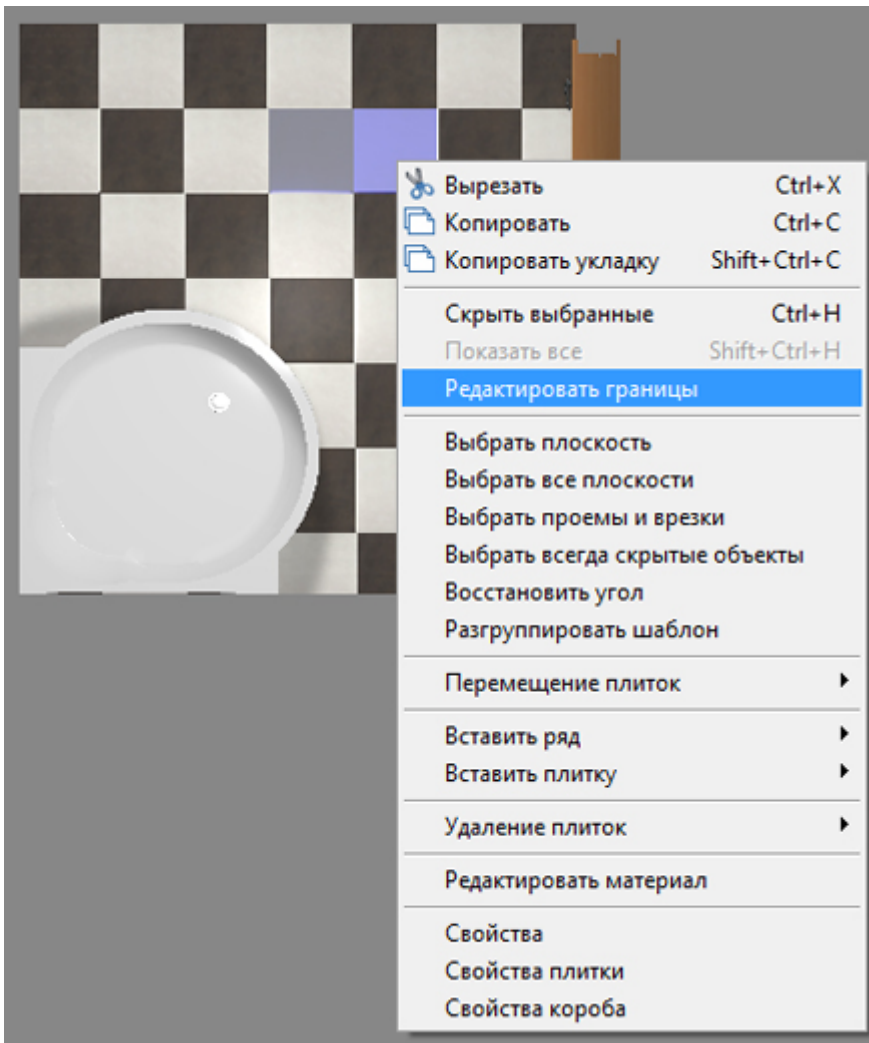 Вырезать Ctrl+X
Копировать Ctrl+C
Копировать укладку Shift+Ctrl+C
Скрыть выбранные Ctrl+H
Показать все Shift+Ctrl+H
Редактировать границы
Выбрать плоскость
Выбрать все плоскости
Выбрать проемы и врезки
Выбрать всегда скрытые объекты
Восстановить угол
Разгруппировать шаблон
Перемещение плиток
Вставить ряд
Вставить плитку
Удаление плиток
Редактировать материал
Свойства
Свойства плитки
Свойства короба